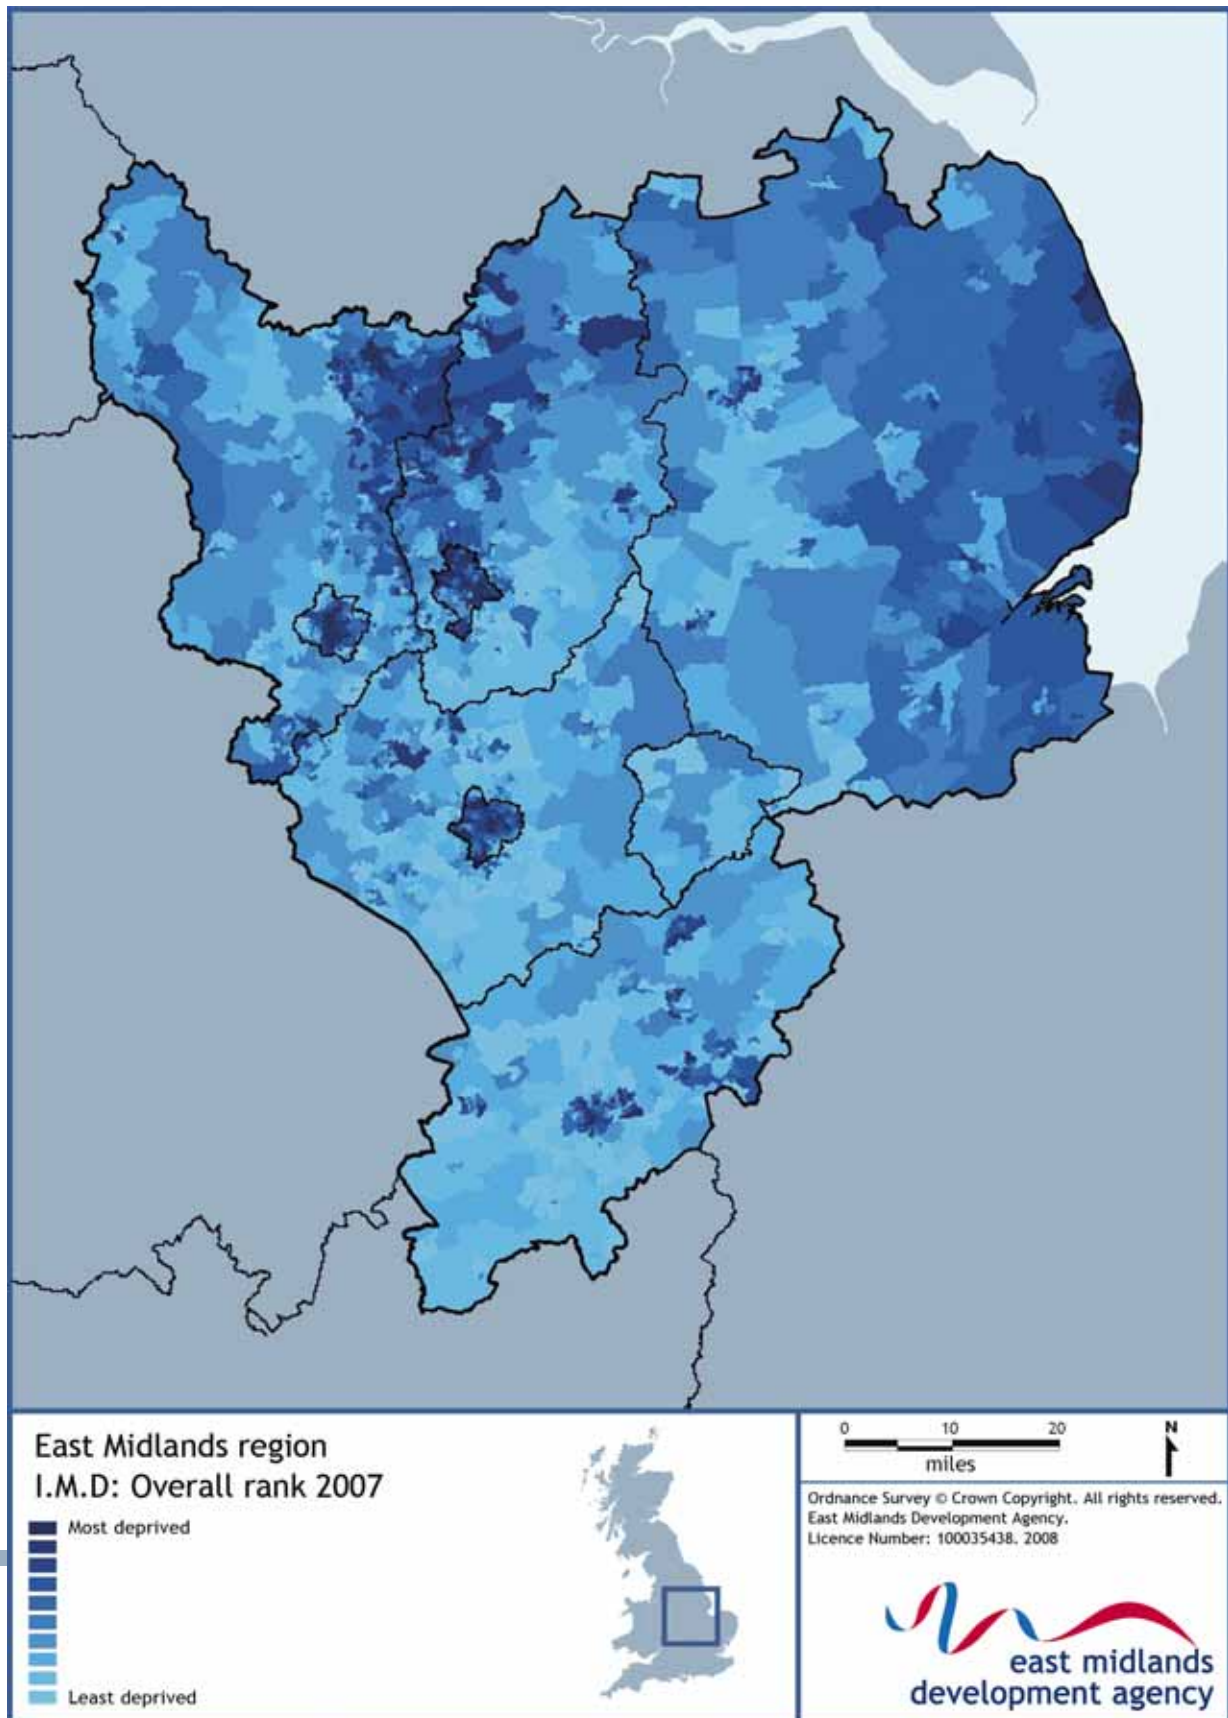 East Midlands region
I.M.D: Overall rank 2007
Most deprived
Least deprived
0 10 20
miles
N
Ordnance Survey © Crown Copyright. All rights reserved.
East Midlands Development Agency.
Licence Number: 100035438. 2008
east midlands
development agency